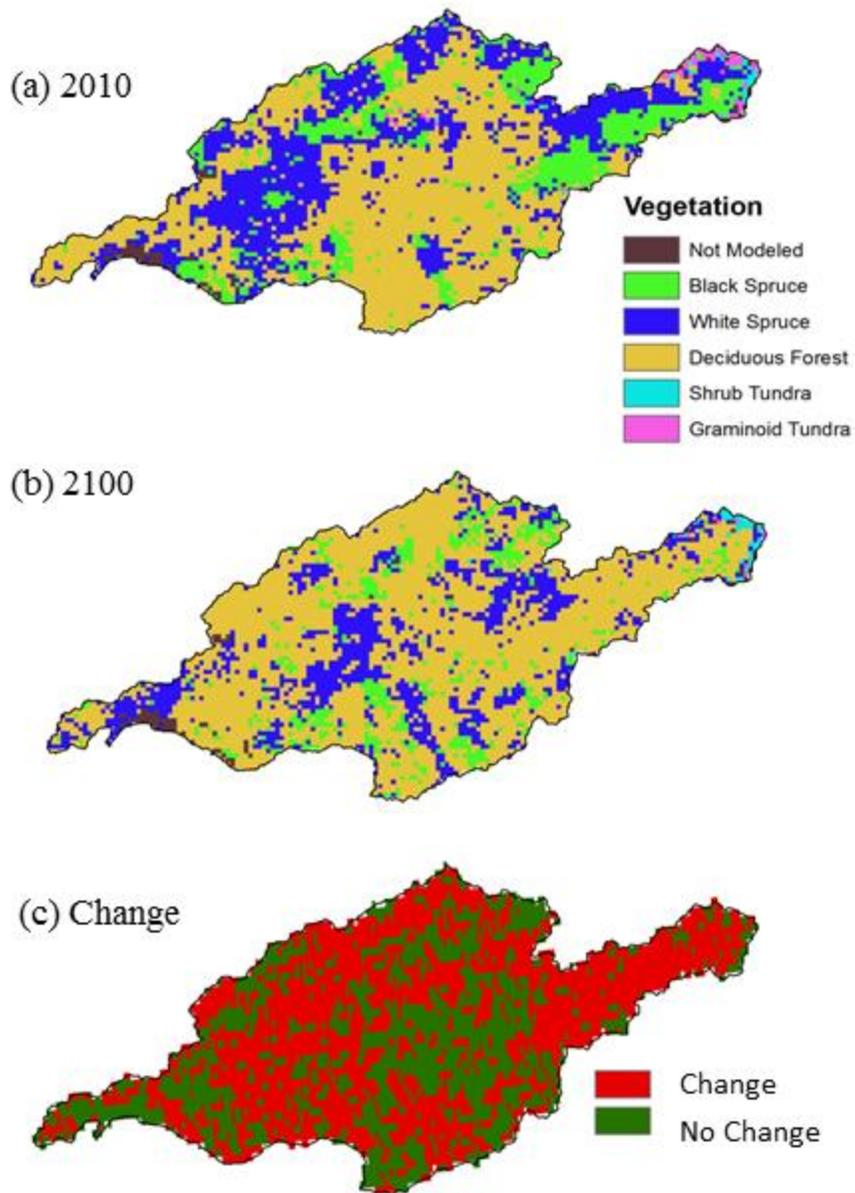 (a) 2010
Vegetation
Not Modeled
Black Spruce
White Spruce
Deciduous Forest
Shrub Tundra
Graminoid Tundra
(b) 2100
(c) Change
Change
No Change